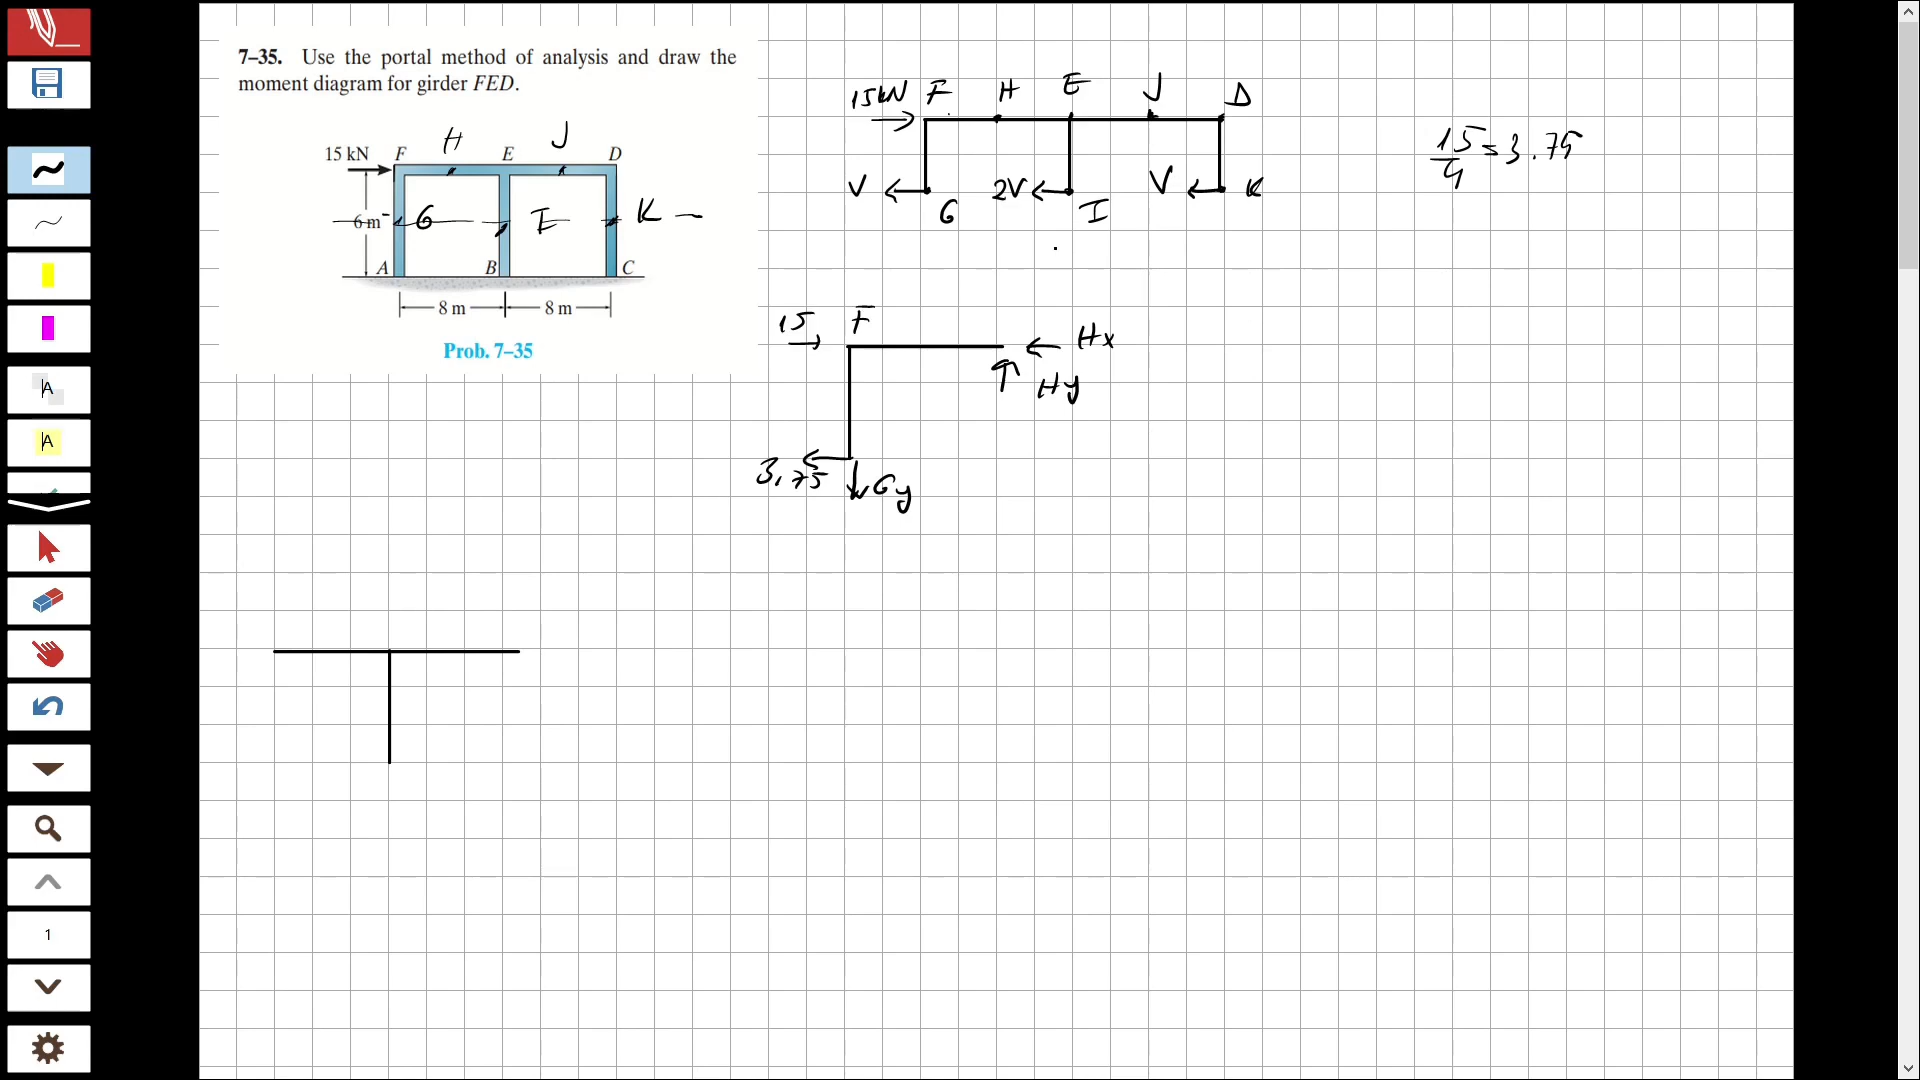 7–35. Use the portal method of analysis and draw the
moment diagram for girder FED.
H J
15 kN F E D
6 m G I K
A B C
8 m 8 m
Prob. 7–35
15kN F H E J D
V 2V V K
G I
15/4 = 3.75
15 F Hx
Hy
3,75 Gy
A
A
1